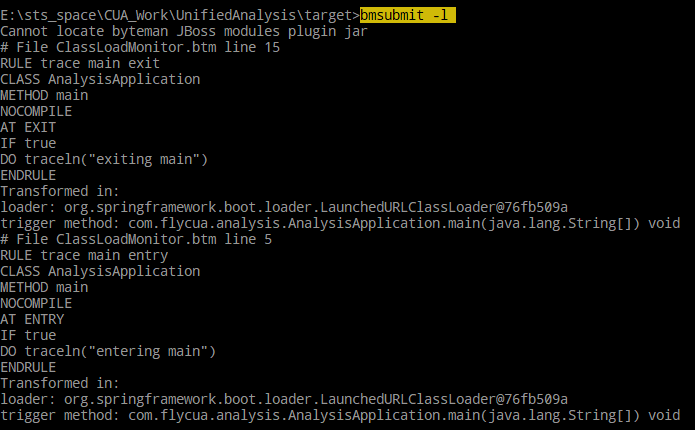 E:\sts_space\CUA_Work\UnifiedAnalysis\target>bmsubmit -l
Cannot locate byteman JBoss modules plugin jar
# File ClassLoadMonitor.btm line 15
RULE trace main exit
CLASS AnalysisApplication
METHOD main
NOCOMPILE
AT EXIT
IF true
DO traceln("exiting main")
ENDRULE
Transformed in:
loader: org.springframework.boot.loader.LaunchedURLClassLoader@76fb509a
trigger method: com.flycua.analysis.AnalysisApplication.main(java.lang.String[]) void
# File ClassLoadMonitor.btm line 5
RULE trace main entry
CLASS AnalysisApplication
METHOD main
NOCOMPILE
AT ENTRY
IF true
DO traceln("entering main")
ENDRULE
Transformed in:
loader: org.springframework.boot.loader.LaunchedURLClassLoader@76fb509a
trigger method: com.flycua.analysis.AnalysisApplication.main(java.lang.String[]) void